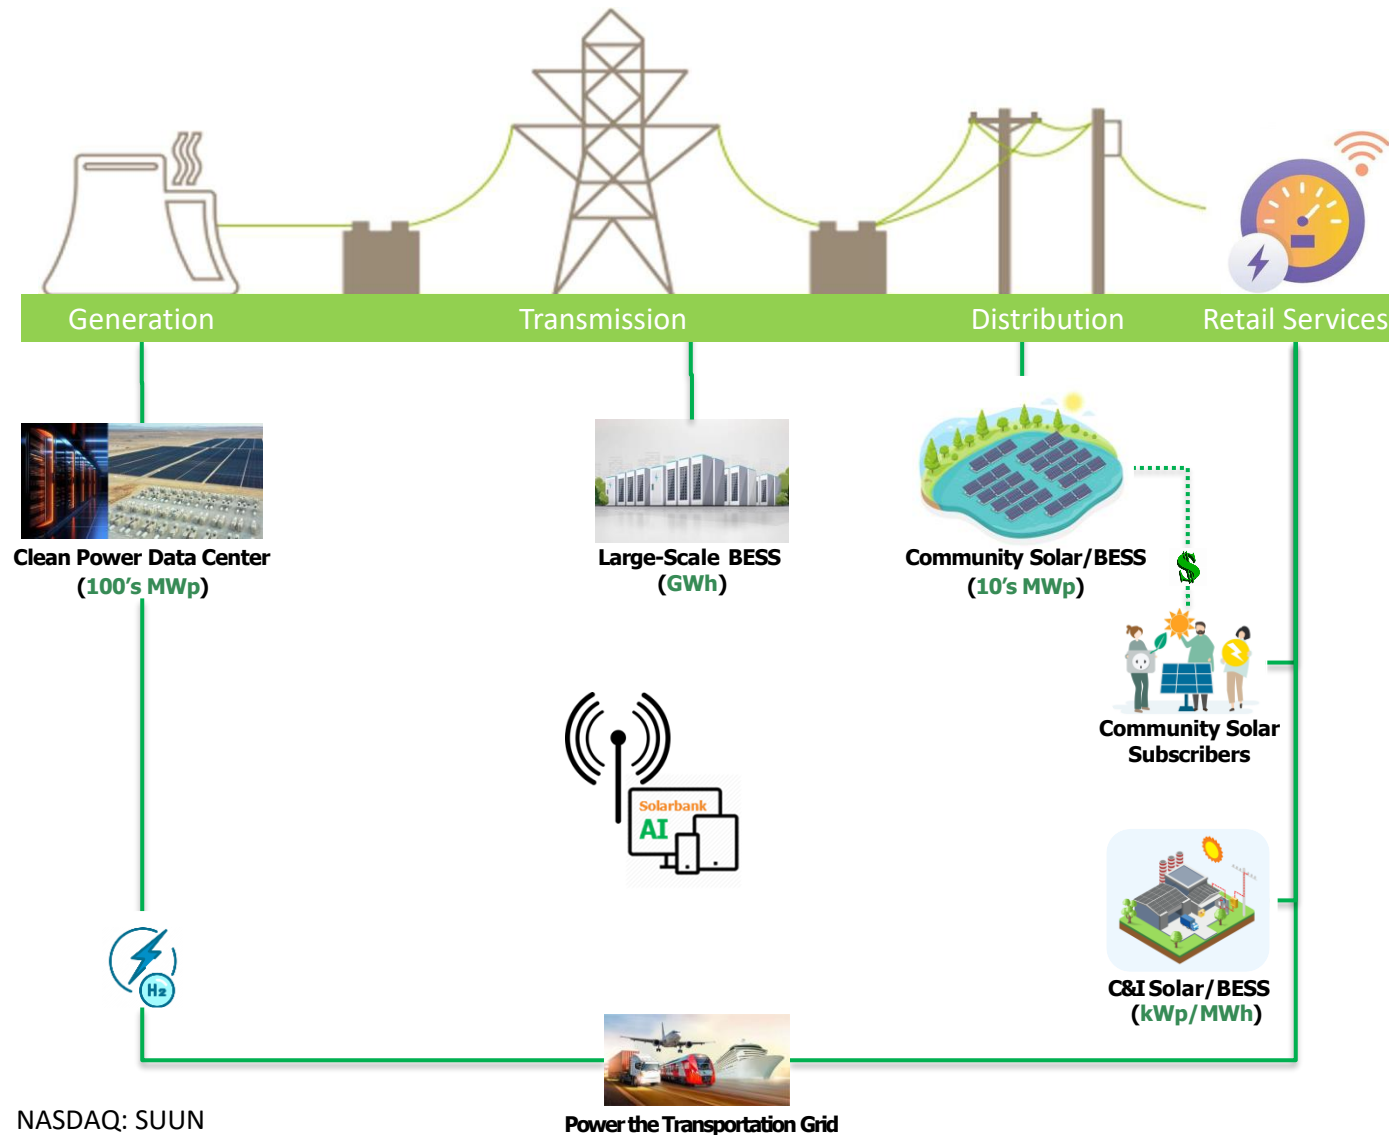 Generation
Transmission
Distribution
Retail Services
Clean Power Data Center
(100's MWp)
Large-Scale BESS
(GWh)
Community Solar/BESS
(10's MWp)
$
Community Solar
Subscribers
Solarbank
AI
C&I Solar/BESS
(kWp/MWh)
H2
Power the Transportation Grid
NASDAQ: SUUN